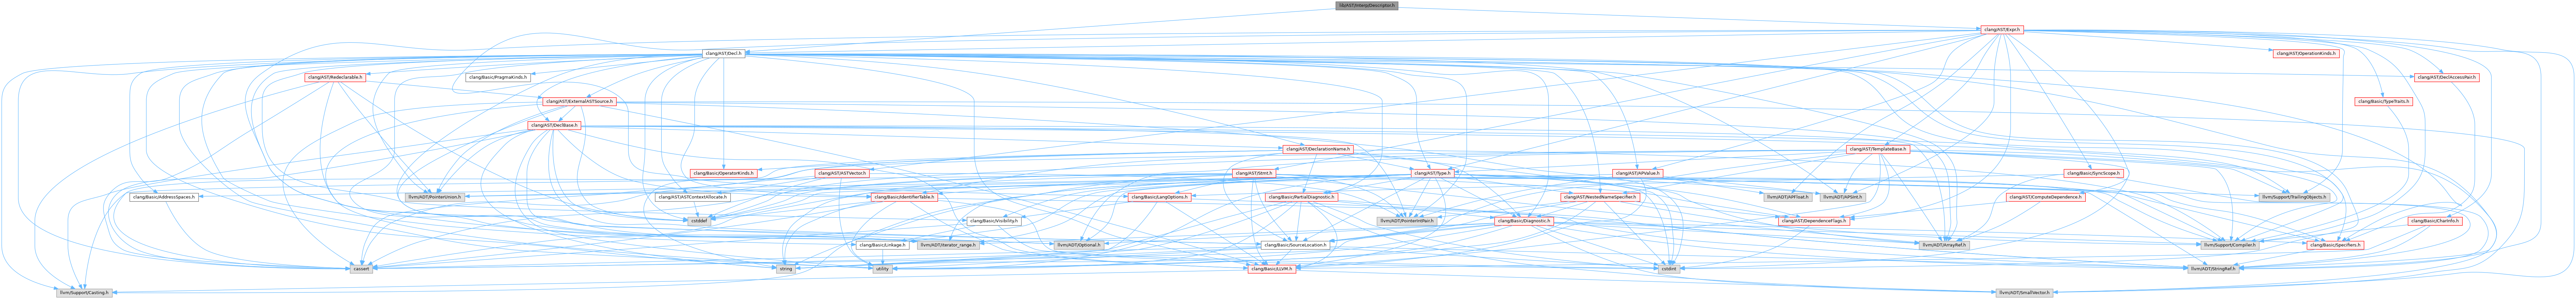 lib/AST/Interp/Descriptor.h
clang/AST/Expr.h
clang/AST/Decl.h
clang/AST/OperationKinds.h
clang/AST/Redeclarable.h
clang/Basic/PragmaKinds.h
clang/AST/DeclAccessPair.h
clang/AST/ExternalASTSource.h
clang/Basic/TypeTraits.h
clang/AST/DeclBase.h
clang/AST/DeclarationName.h
clang/AST/TemplateBase.h
clang/Basic/OperatorKinds.h
clang/AST/ASTVector.h
clang/AST/Stmt.h
clang/AST/Type.h
clang/AST/APValue.h
clang/Basic/SyncScope.h
clang/Basic/AddressSpaces.h
llvm/ADT/PointerUnion.h
clang/AST/ASTContextAllocate.h
clang/Basic/IdentifierTable.h
clang/Basic/LangOptions.h
clang/Basic/PartialDiagnostic.h
clang/AST/NestedNameSpecifier.h
llvm/ADT/APFloat.h
llvm/ADT/APSInt.h
clang/AST/ComputeDependence.h
llvm/Support/TrailingObjects.h
cstddef
clang/Basic/Visibility.h
llvm/ADT/PointerIntPair.h
clang/Basic/Diagnostic.h
clang/AST/DependenceFlags.h
clang/Basic/CharInfo.h
clang/Basic/Linkage.h
llvm/ADT/iterator_range.h
llvm/ADT/Optional.h
clang/Basic/SourceLocation.h
llvm/ADT/ArrayRef.h
llvm/Support/Compiler.h
clang/Basic/Specifiers.h
cassert
string
utility
clang/Basic/LLVM.h
cstdint
llvm/ADT/StringRef.h
llvm/Support/Casting.h
llvm/ADT/SmallVector.h